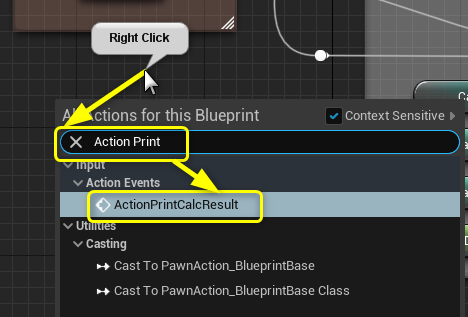 Right Click
All Actions for this Blueprint
Context Sensitive
Action Print
Input
Action Events
ActionPrintCalcResult
Utilities
Casting
Cast To PawnAction_BlueprintBase
Cast To PawnAction_BlueprintBase Class